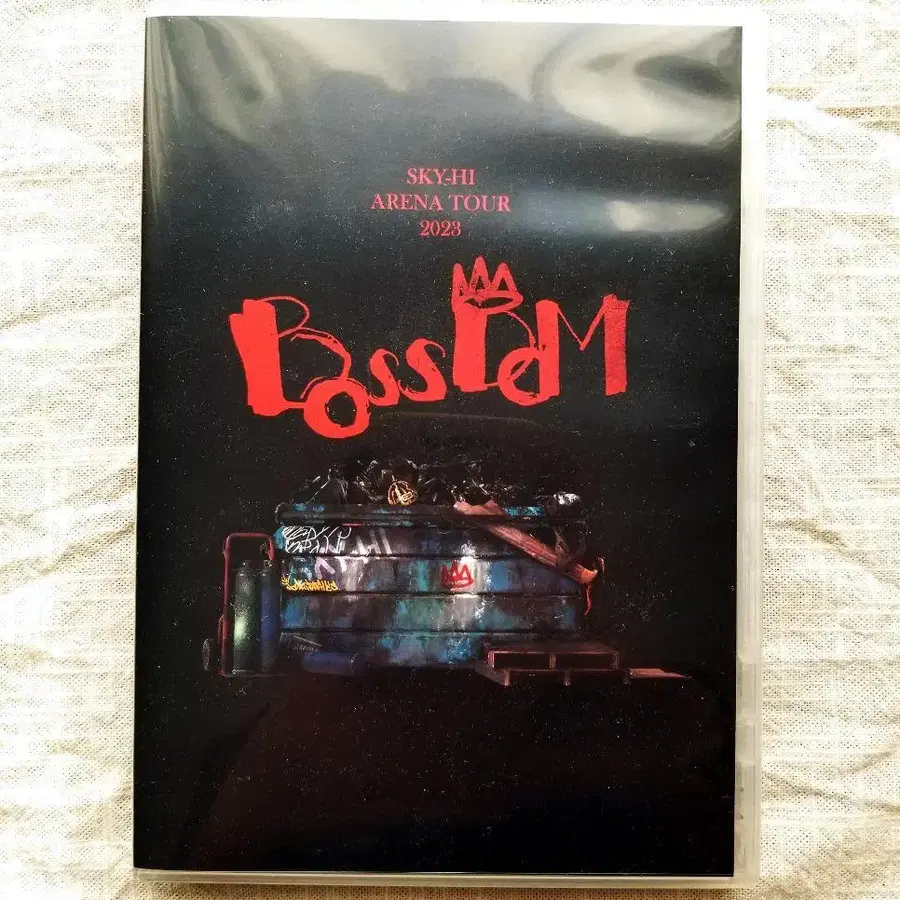 SKY-HI
ARENA TOUR
2023
BossDoM